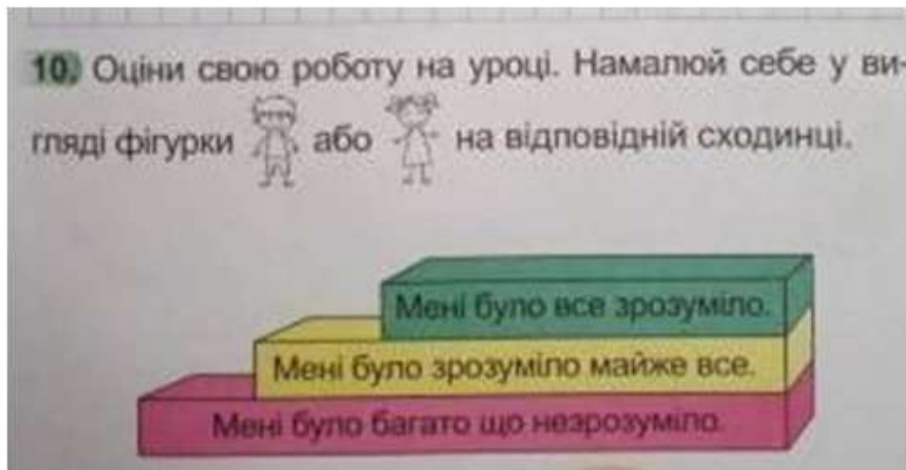 10. Оціни свою роботу на уроці. Намалюй себе у ви-
гляді фігурки або на відповідній сходинці.
Мені було все зрозуміло.
Мені було зрозуміло майже все.
Мені було багато що незрозуміло.